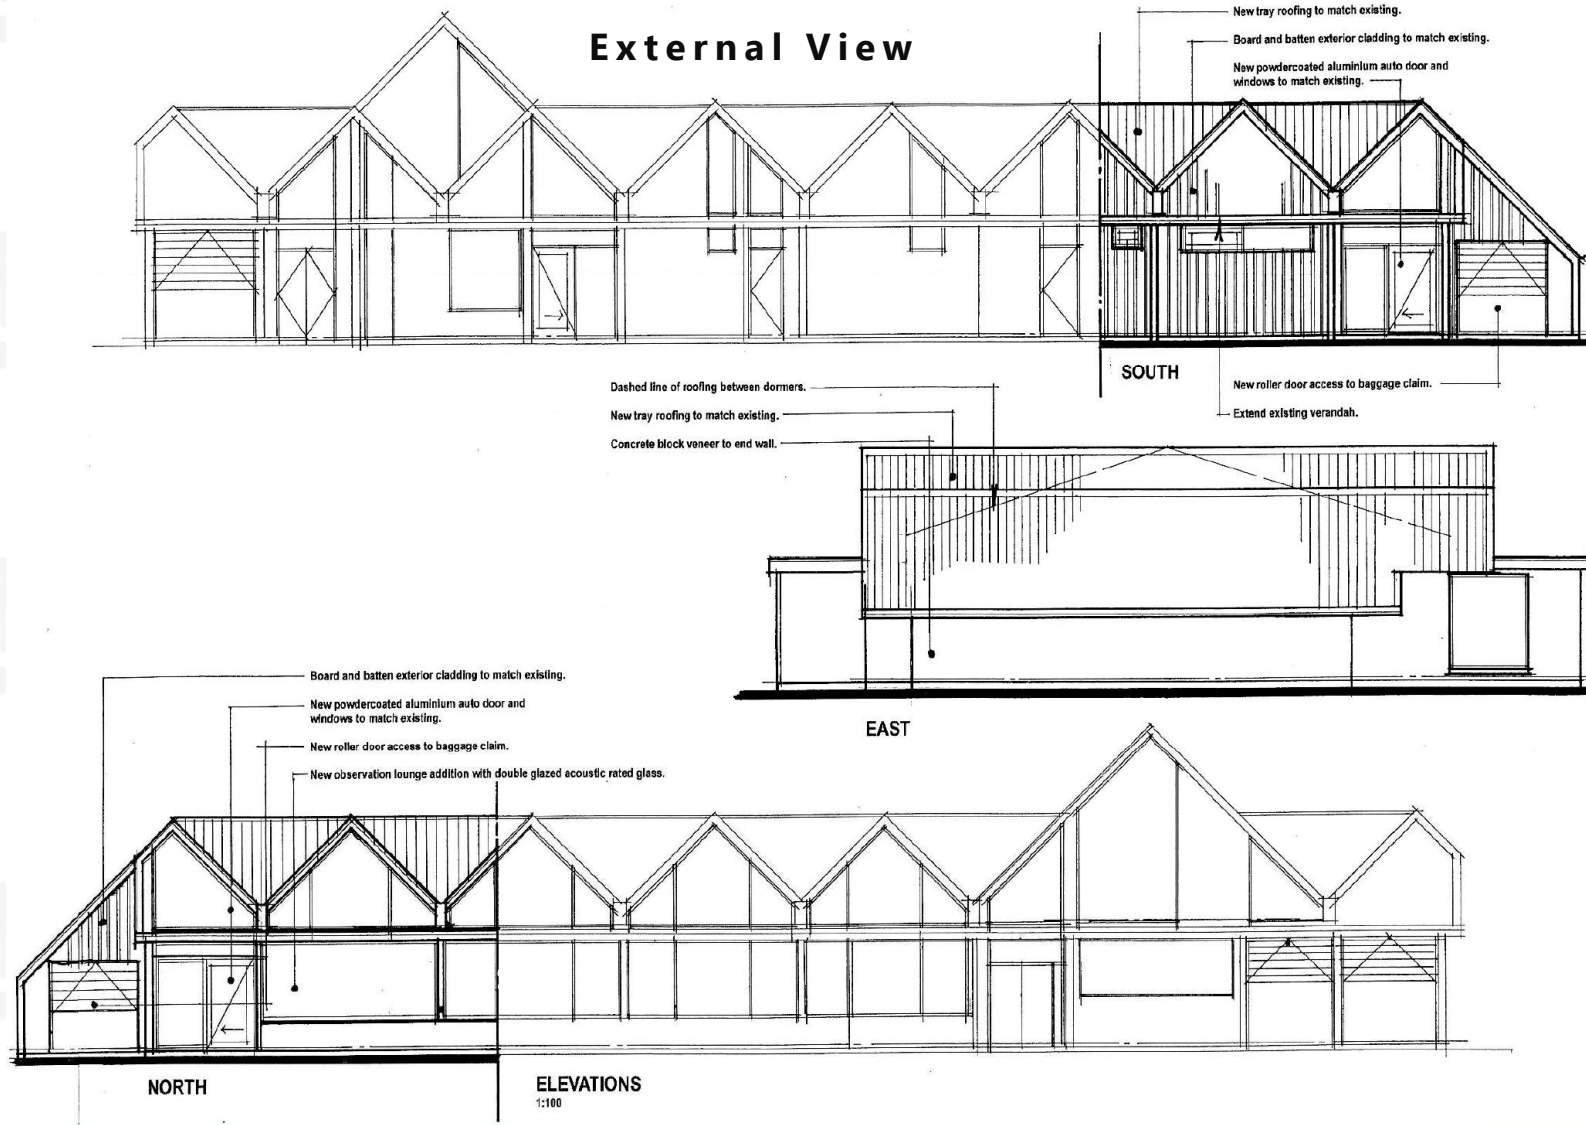 External View
New tray roofing to match existing.
Board and batten exterior cladding to match existing.
New powdercoated aluminium auto door and
windows to match existing.
SOUTH
New roller door access to baggage claim.
Extend existing verandah.
Dashed line of roofing between dormers.
New tray roofing to match existing.
Concrete block veneer to end wall.
EAST
Board and batten exterior cladding to match existing.
New powdercoated aluminium auto door and
windows to match existing.
New roller door access to baggage claim.
New observation lounge addition with double glazed acoustic rated glass.
NORTH
ELEVATIONS
1:100